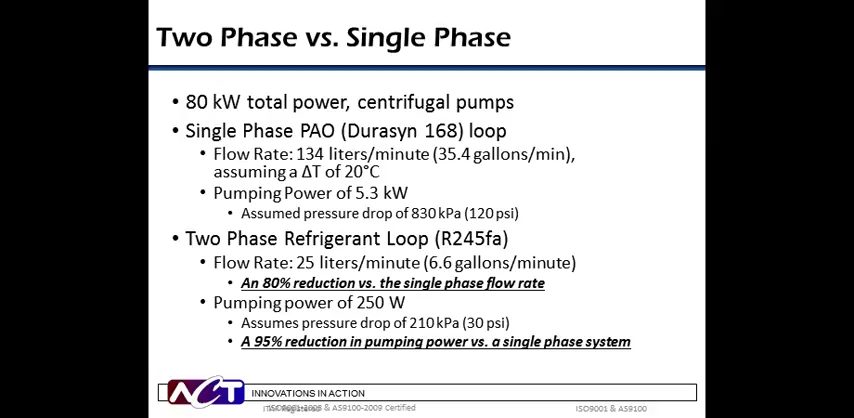 Two Phase vs. Single Phase
• 80 kW total power, centrifugal pumps
• Single Phase PAO (Durasyn 168) loop
• Flow Rate: 134 liters/minute (35.4 gallons/min),
assuming a ΔT of 20°C
• Pumping Power of 5.3 kW
• Assumed pressure drop of 830 kPa (120 psi)
• Two Phase Refrigerant Loop (R245fa)
• Flow Rate: 25 liters/minute (6.6 gallons/minute)
• An 80% reduction vs. the single phase flow rate
• Pumping power of 250 W
• Assumes pressure drop of 210 kPa (30 psi)
• A 95% reduction in pumping power vs. a single phase system
ACT
INNOVATIONS IN ACTION
& AS9100-2009 Certified
ISO9001 & AS9100